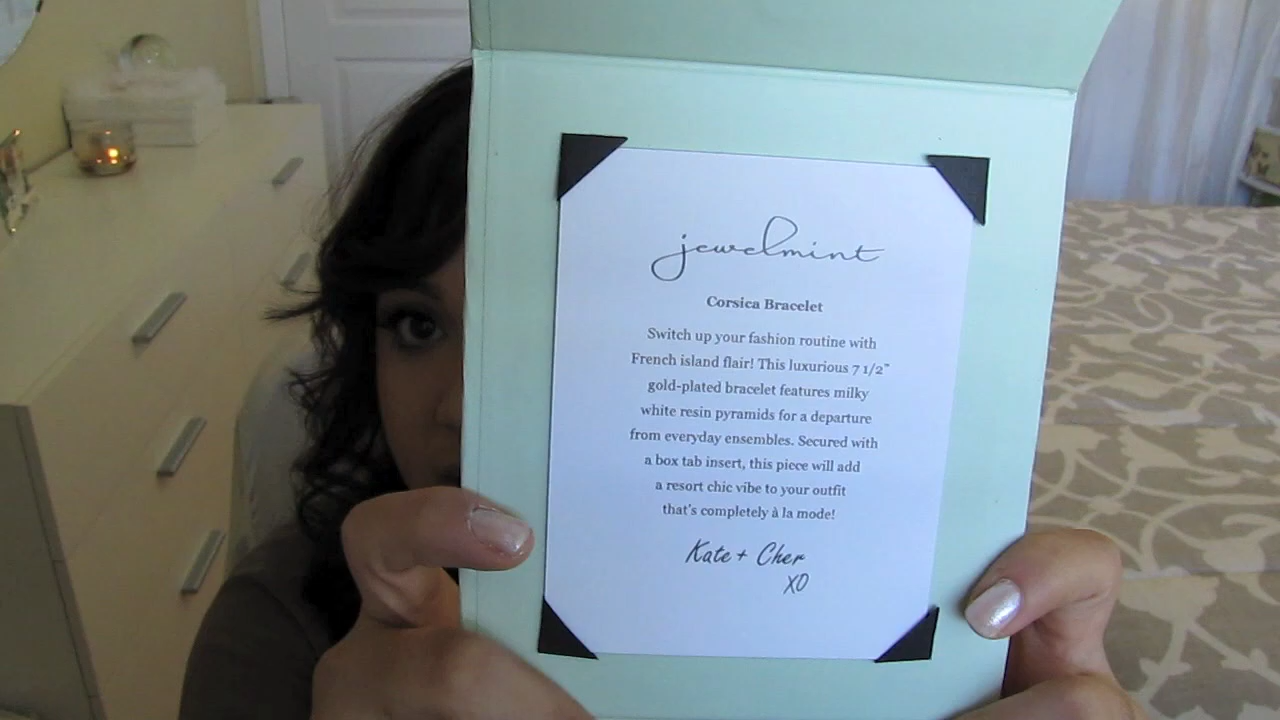 jewelmint
Corsica Bracelet
Switch up your fashion routine with
French island flair! This luxurious 7 1/2"
gold-plated bracelet features milky
white resin pyramids for a departure
from everyday ensembles. Secured with
a box tab insert, this piece will add
a resort chic vibe to your outfit
that's completely à la mode!
Kate + Cher
XO